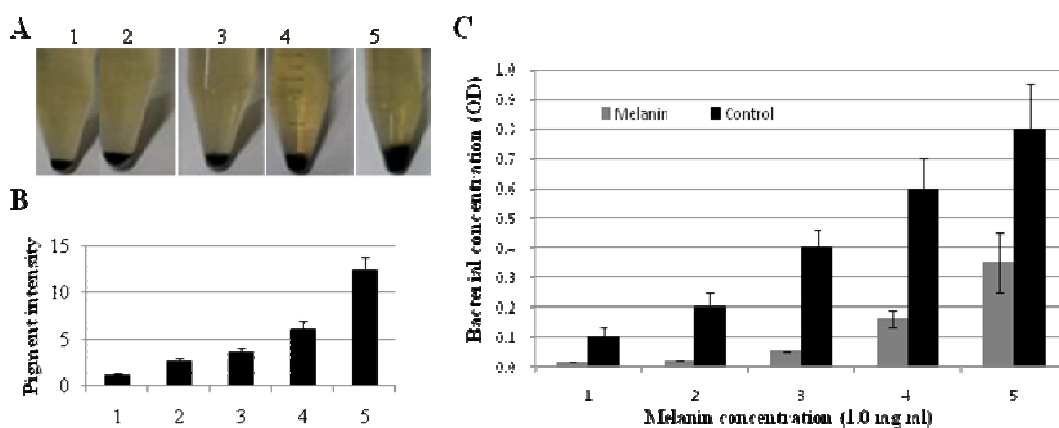 A
1 2 3 4 5
B
Pigment intensity
15
10
5
0
1 2 3 4 5
C
Bacterial concentration (OD)
1.0
0.9
0.8
0.7
0.6
0.5
0.4
0.3
0.2
0.1
0.0
Melanin Control
1 2 3 4 5
Melanin concentration (1.0 mg ml)